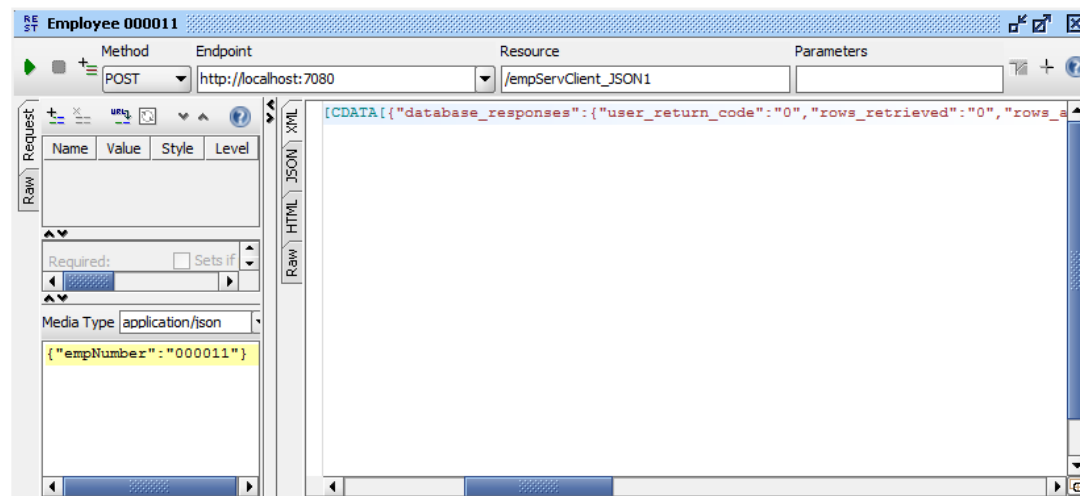 REST Employee 000011
Method Endpoint Resource Parameters
POST http://localhost:7080 /empServClient_JSON1
Request
Raw
Name Value Style Level
Required: Sets if
Media Type application/json
{"empNumber":"000011"}
XML
JSON
HTML
Raw
[CDATA[{"database_responses":{"user_return_code":"0","rows_retrieved":"0","rows_a